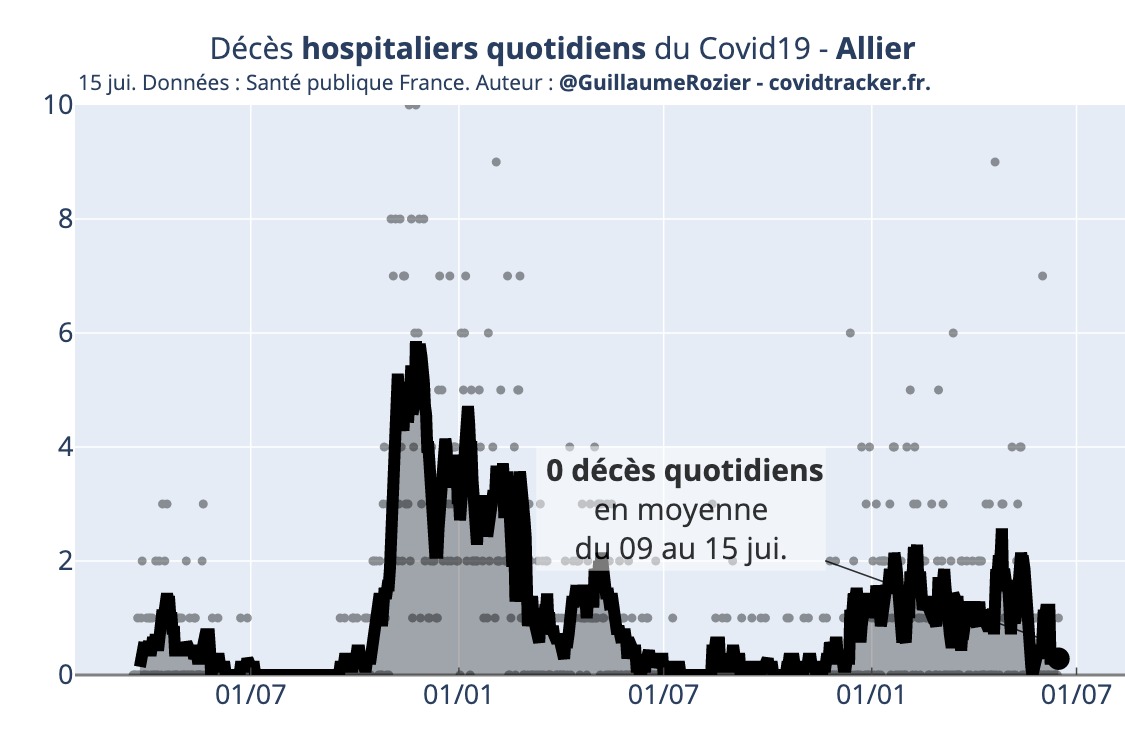 Décès hospitaliers quotidiens du Covid19 - Allier
15 jui. Données : Santé publique France. Auteur : @GuillaumeRozier - covidtracker.fr.
10
8
6
4
2
0
0 décès quotidiens
en moyenne
du 09 au 15 jui.
01/07 01/01 01/07 01/01 01/07